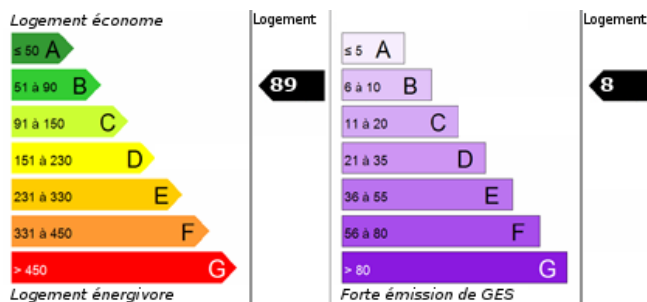 Logement économe
Logement
≤ 50 A
51 à 90 B
89
91 à 150 C
151 à 230 D
231 à 330 E
331 à 450 F
> 450 G
Logement énergivore
Logement
≤ 5 A
6 à 10 B
8
11 à 20 C
21 à 35 D
36 à 55 E
56 à 80 F
> 80 G
Forte émission de GES